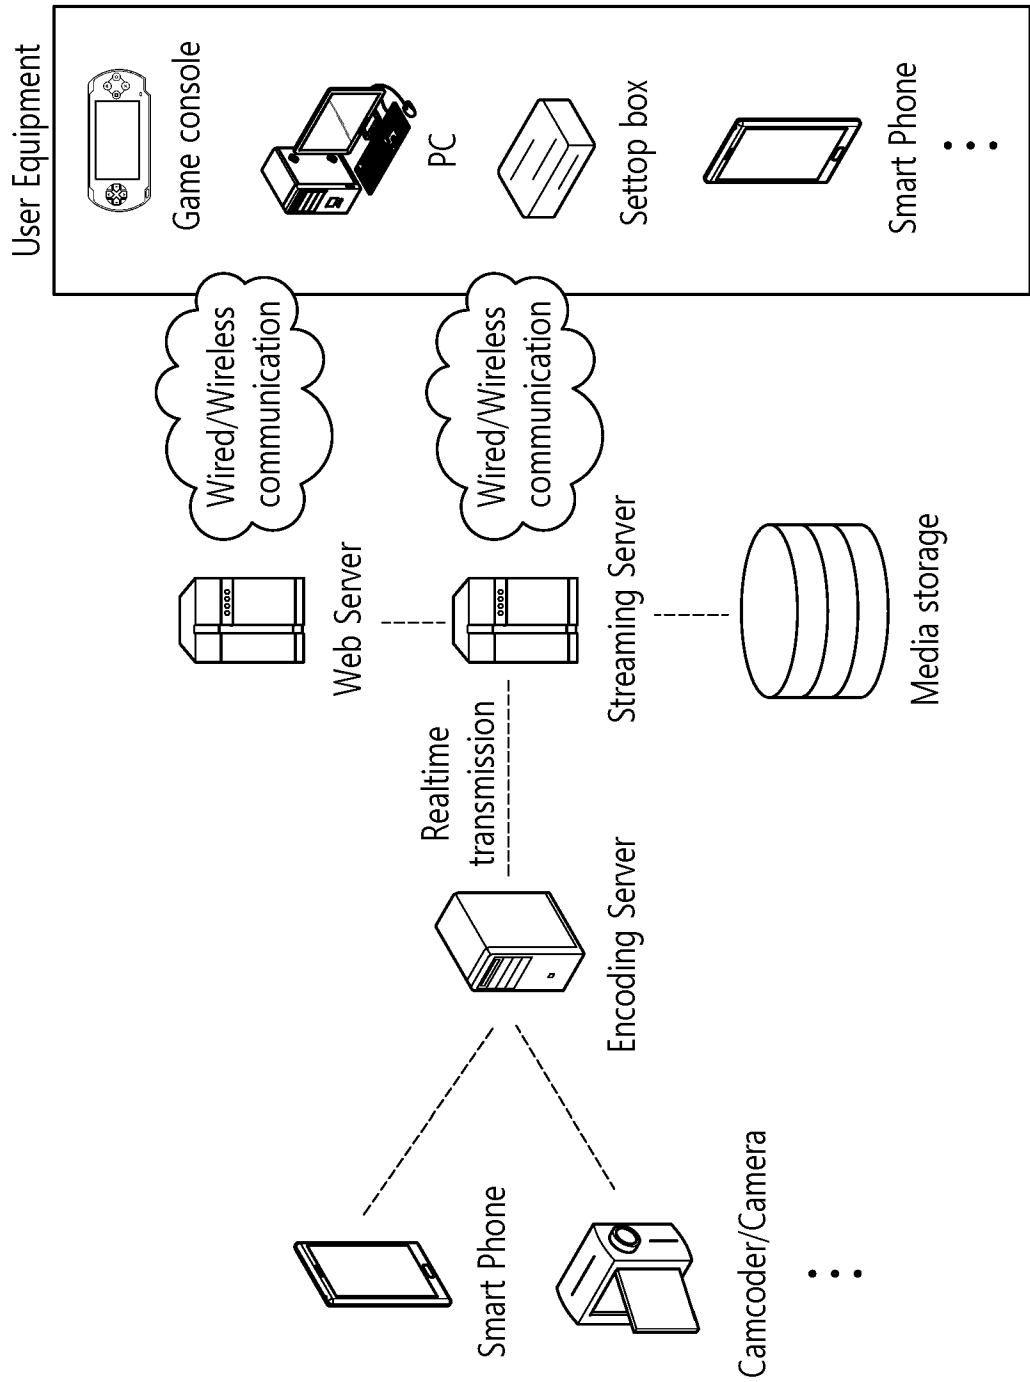 User Equipment
Game console
PC
Settop box
Smart Phone
Wired/Wireless
communication
Wired/Wireless
communication
Web Server
Streaming Server
Media storage
Realtime
transmission
Encoding Server
Smart Phone
Camcoder/Camera